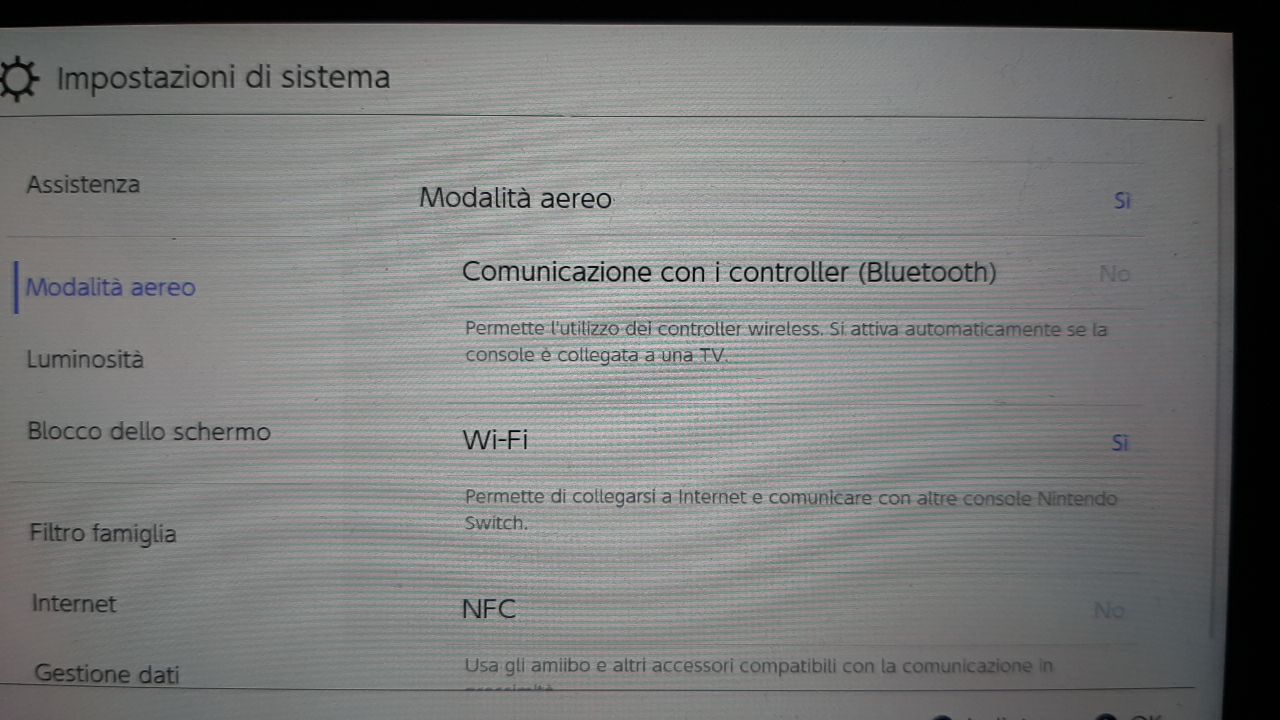 Impostazioni di sistema
Assistenza
Modalità aereo
Luminosità
Blocco dello schermo
Filtro famiglia
Internet
Gestione dati
Modalità aereo Sì
Comunicazione con i controller (Bluetooth) No
Permette l'utilizzo dei controller wireless. Si attiva automaticamente se la
console è collegata a una TV.
Wi-Fi Sì
Permette di collegarsi a Internet e comunicare con altre console Nintendo
Switch.
NFC No
Usa gli amiibo e altri accessori compatibili con la comunicazione in